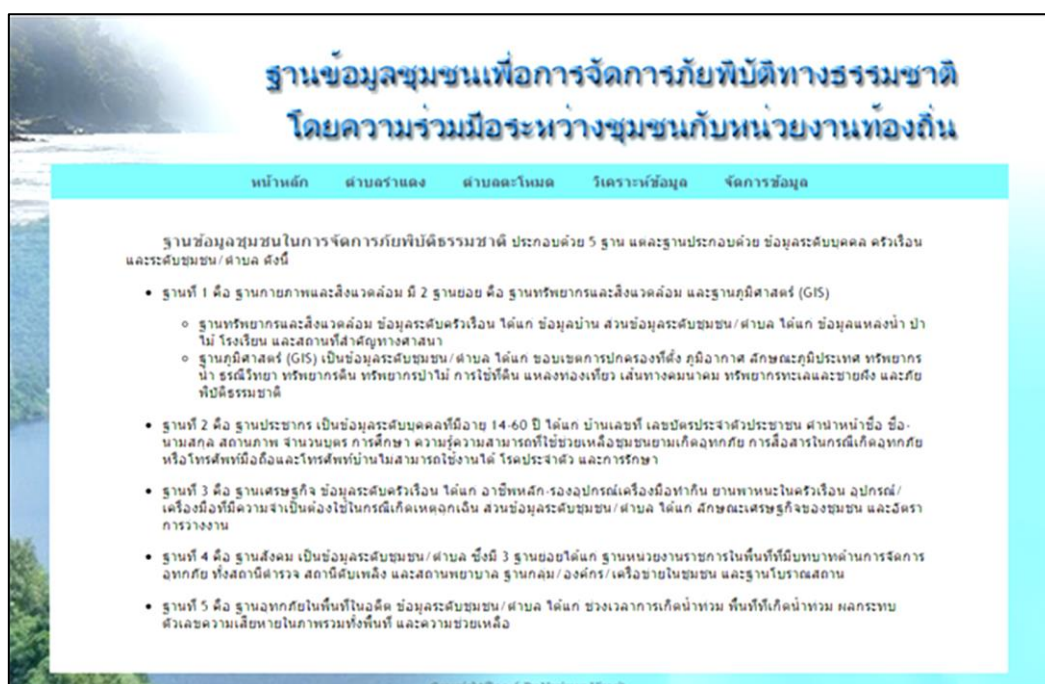 ฐานข้อมูลชุมชนเพื่อการจัดการภัยพิบัติทางธรรมชาติ
โดยความร่วมมือระหว่างชุมชนกับหน่วยงานท้องถิ่น
หน้าหลัก ตำบลรำแดง ตำบลตะโหมด วิเคราะห์ข้อมูล จัดการข้อมูล
ฐานข้อมูลชุมชนในการจัดการภัยพิบัติธรรมชาติ ประกอบด้วย 5 ฐาน แต่ละฐานประกอบด้วย ข้อมูลระดับบุคคล ครัวเรือน
และระดับชุมชน/ตำบล ดังนี้
• ฐานที่ 1 คือ ฐานกายภาพและสิ่งแวดล้อม มี 2 ฐานย่อย คือ ฐานทรัพยากรและสิ่งแวดล้อม และฐานภูมิศาสตร์ (GIS)
○ ฐานทรัพยากรและสิ่งแวดล้อม ข้อมูลระดับครัวเรือน ได้แก่ ข้อมูลบ้าน ส่วนข้อมูลระดับชุมชน/ตำบล ได้แก่ ข้อมูลแหล่งน้ำ ป่า
ไม้ โรงเรียน และสถานที่สำคัญทางศาสนา
○ ฐานภูมิศาสตร์ (GIS) เป็นข้อมูลระดับชุมชน/ตำบล ได้แก่ ขอบเขตการปกครองที่ตั้ง ภูมิอากาศ ลักษณะภูมิประเทศ ทรัพยากร
น้ำ ธรณีวิทยา ทรัพยากรดิน ทรัพยากรป่าไม้ การใช้ที่ดิน แหล่งท่องเที่ยว เส้นทางคมนาคม ทรัพยากรทะเลและชายฝั่ง และภัย
พิบัติธรรมชาติ
• ฐานที่ 2 คือ ฐานประชากร เป็นข้อมูลระดับบุคคลที่มีอายุ 14-60 ปี ได้แก่ บ้านเลขที่ เลขบัตรประจำตัวประชาชน คำนำหน้าชื่อ ชื่อ-
นามสกุล สถานภาพ จำนวนบุตร การศึกษา ความรู้ความสามารถที่ใช้ช่วยเหลือชุมชนยามเกิดอุทกภัย การสื่อสารในกรณีเกิดอุทกภัย
หรือโทรศัพท์มือถือและโทรศัพท์บ้านไม่สามารถใช้งานได้ โรคประจำตัว และการรักษา
• ฐานที่ 3 คือ ฐานเศรษฐกิจ ข้อมูลระดับครัวเรือน ได้แก่ อาชีพหลัก-รองอุปกรณ์เครื่องมือทำกิน ยานพาหนะในครัวเรือน อุปกรณ์/
เครื่องมือที่มีความจำเป็นต้องใช้ในกรณีเกิดเหตุฉุกเฉิน ส่วนข้อมูลระดับชุมชน/ตำบล ได้แก่ ลักษณะเศรษฐกิจของชุมชน และอัตรา
การว่างงาน
• ฐานที่ 4 คือ ฐานสังคม เป็นข้อมูลระดับชุมชน/ตำบล ซึ่งมี 3 ฐานย่อยได้แก่ ฐานหน่วยงานราชการในพื้นที่ที่มีบทบาทด้านการจัดการ
อุทกภัย ทั้งสถานีตำรวจ สถานีดับเพลิง และสถานพยาบาล ฐานกลุ่ม/องค์กร/เครือข่ายในชุมชน และฐานโบราณสถาน
• ฐานที่ 5 คือ ฐานอุทกภัยในพื้นที่ในอดีต ข้อมูลระดับชุมชน/ตำบล ได้แก่ ช่วงเวลาการเกิดน้ำท่วม พื้นที่ที่เกิดน้ำท่วม ผลกระทบ
ตัวเลขความเสียหายในภาพรวมทั้งพื้นที่ และความช่วยเหลือ